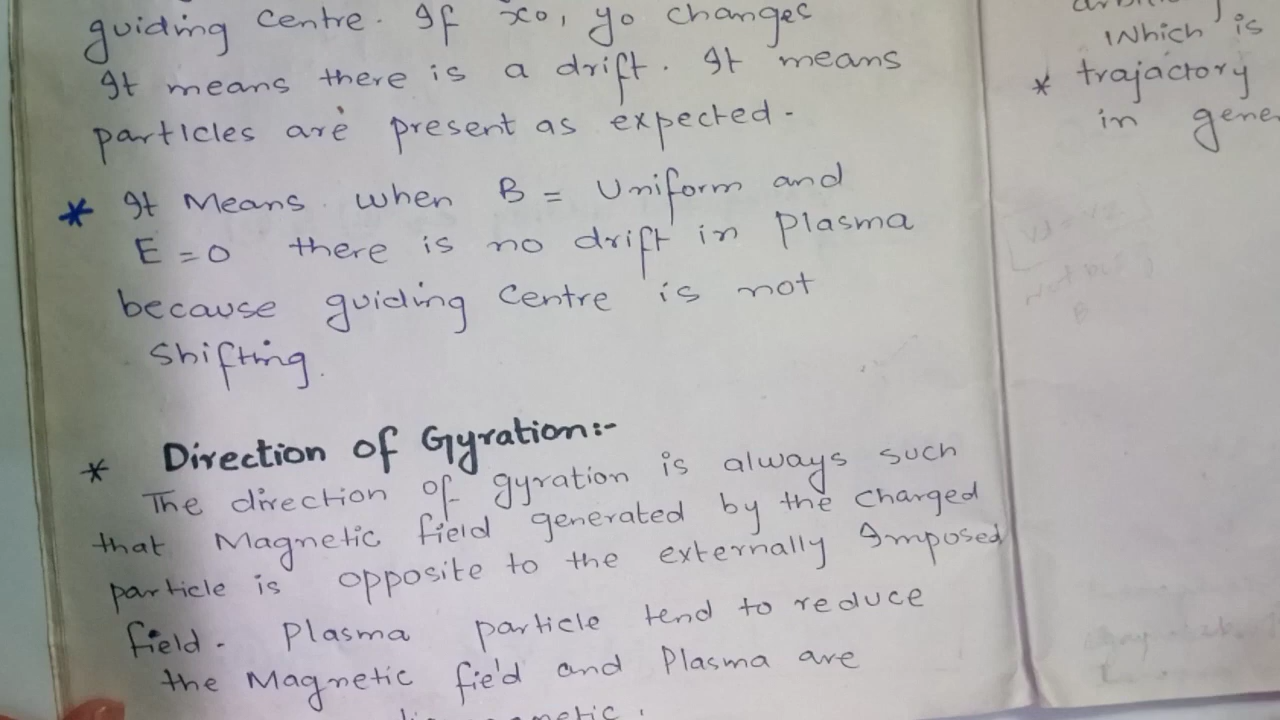 guiding centre. If x0, yo changes
It means there is a drift. It means
particles are present as expected.
* It Means when B = Uniform and
E = 0 there is no drift in Plasma
because guiding Centre is not
Shifting.
* Direction of Gyration:-
The direction of gyration is always such
that Magnetic field generated by the charged
particle is opposite to the externally Imposed
field. Plasma particle tend to reduce
the Magnetic field and Plasma are
Which is
* trajactory
in